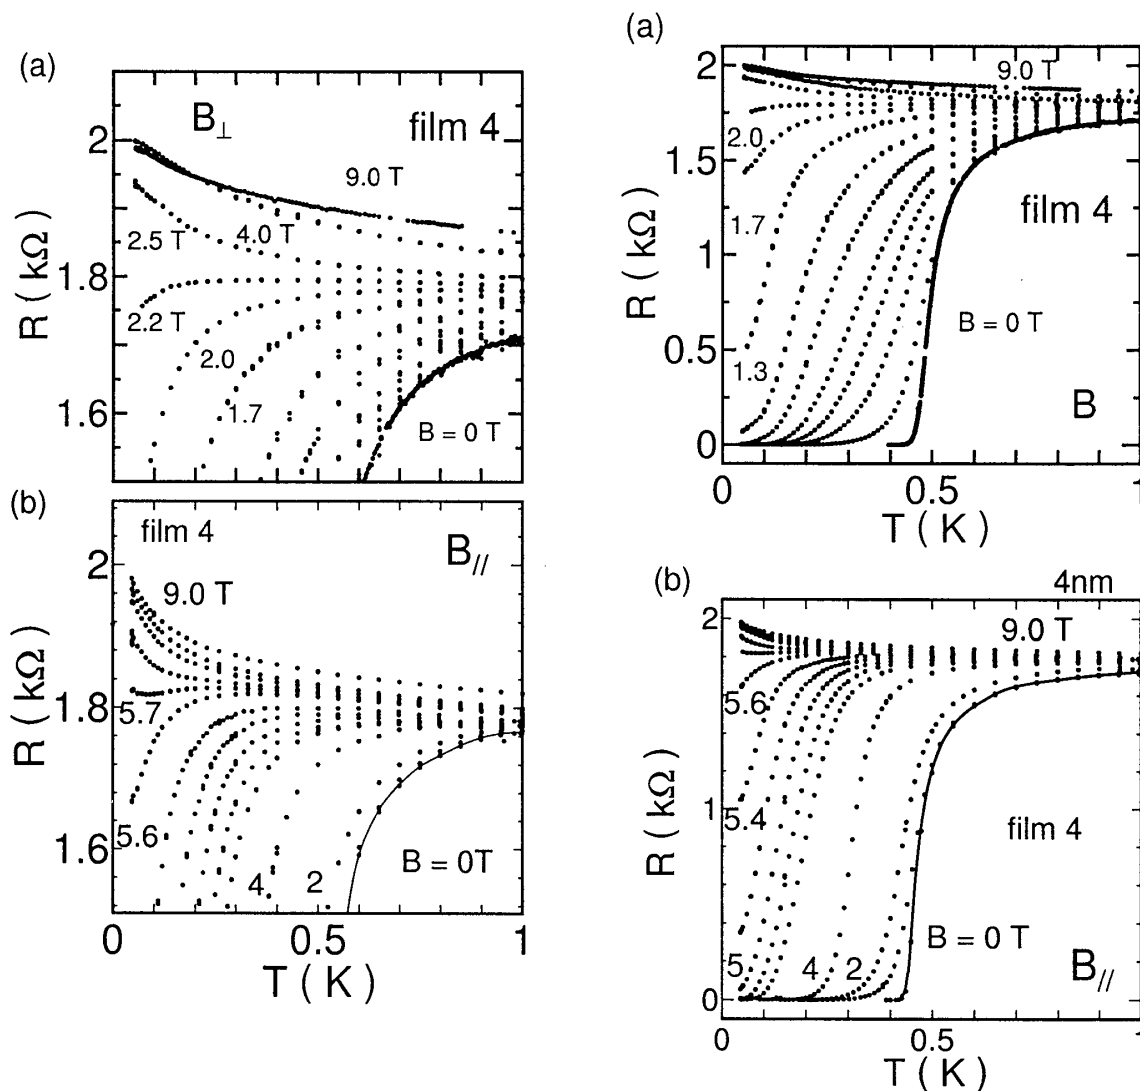 (a)
B⊥
film 4
2
9.0 T
2.5 T
4.0 T
1.8
2.2 T
2.0
1.7
1.6
B = 0 T
R ( kΩ )
(b)
film 4
B//
2
9.0 T
1.8
5.7
5.6
4
2
B = 0T
1.6
R ( kΩ )
0
0.5
1
T ( K )
(a)
2
9.0 T
2.0
1.5
1.7
film 4
1
B = 0 T
0.5
1.3
B
0
R ( kΩ )
0
0.5
1
T ( K )
(b)
4nm
2
9.0 T
5.6
1
5.4
film 4
B = 0 T
5
4
2
B//
0
R ( kΩ )
0
0.5
1
T ( K )